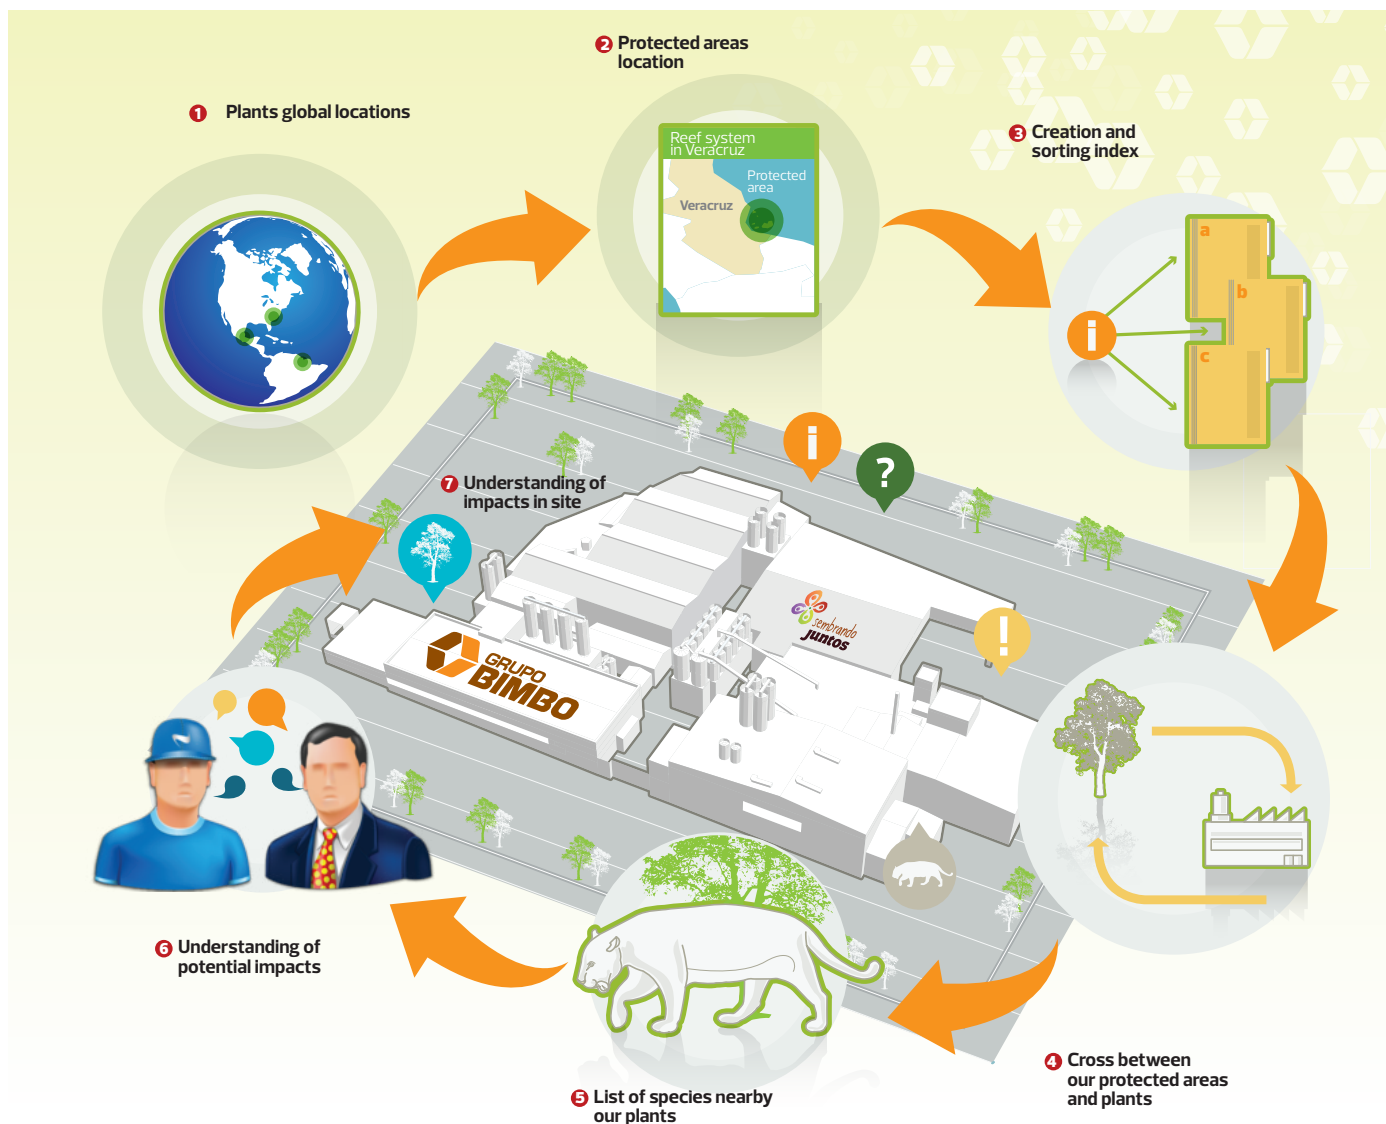 1 Plants global locations
2 Protected areas
location
Reef system
in Veracruz
Protected
area
Veracruz
3 Creation and
sorting index
i
a
b
c
i
?
7 Understanding of
impacts in site
sembrando
juntos
!
GRUPO
BIMBO
6 Understanding of
potential impacts
5 List of species nearby
our plants
4 Cross between
our protected areas
and plants